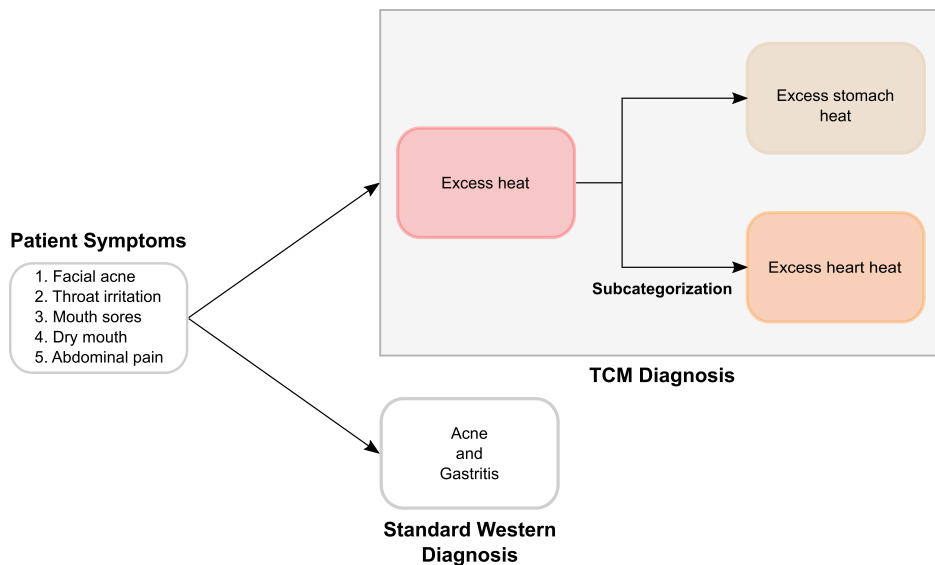 Patient Symptoms
1. Facial acne
2. Throat irritation
3. Mouth sores
4. Dry mouth
5. Abdominal pain
Excess heat
Subcategorization
Excess stomach
heat
Excess heart heat
TCM Diagnosis
Acne
and
Gastritis
Standard Western
Diagnosis